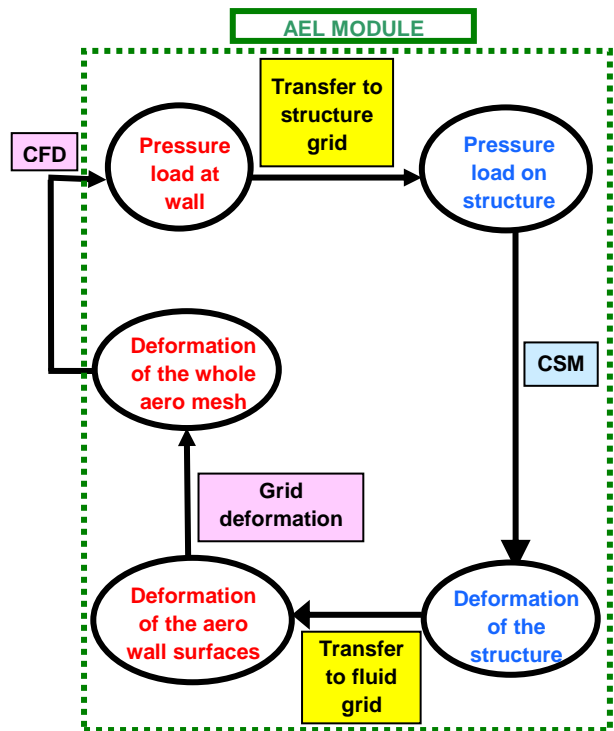 AEL MODULE
Transfer to
structure
grid
CFD
Pressure
load at
wall
Pressure
load on
structure
Deformation
of the whole
aero mesh
CSM
Grid
deformation
Deformation
of the aero
wall surfaces
Deformation
of the
structure
Transfer
to fluid
grid